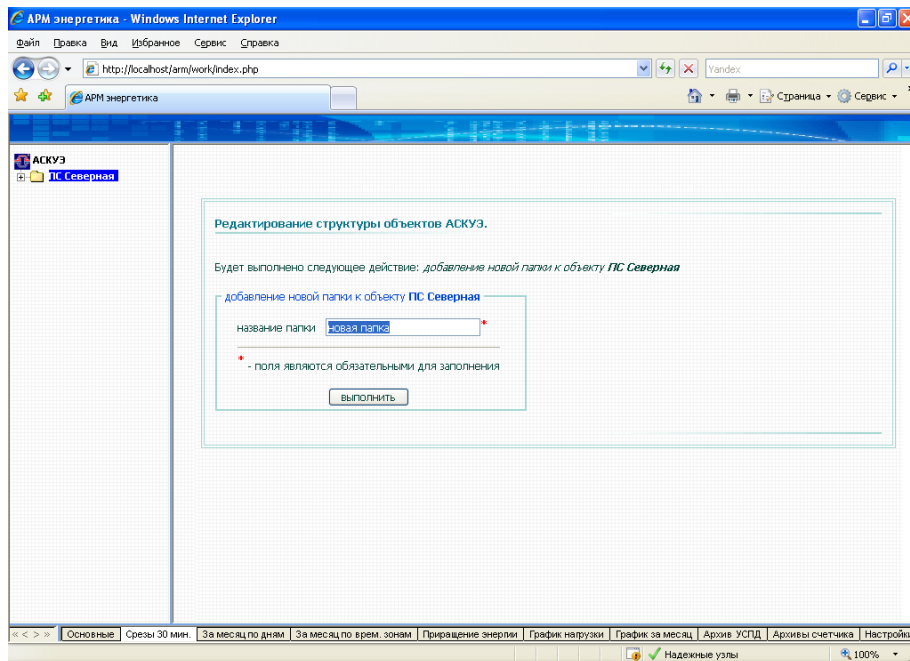 АРМ энергетика - Windows Internet Explorer
Файл Правка Вид Избранное Сервис Справка
http://localhost/arm/work/index.php Yandex
АРМ энергетика Страница Сервис
АСКУЭ
ПС Северная
Редактирование структуры объектов АСКУЭ.
Будет выполнено следующее действие: добавление новой папки к объекту ПС Северная
добавление новой папки к объекту ПС Северная
название папки новая папка *
* - поля являются обязательными для заполнения
выполнить
« < > » Основные Срезы 30 мин. За месяц по дням За месяц по врем. зонам Приращение энергии График нагрузки График за месяц Архив УСПД Архивы счетчика Настройки
Надежные узлы 100%